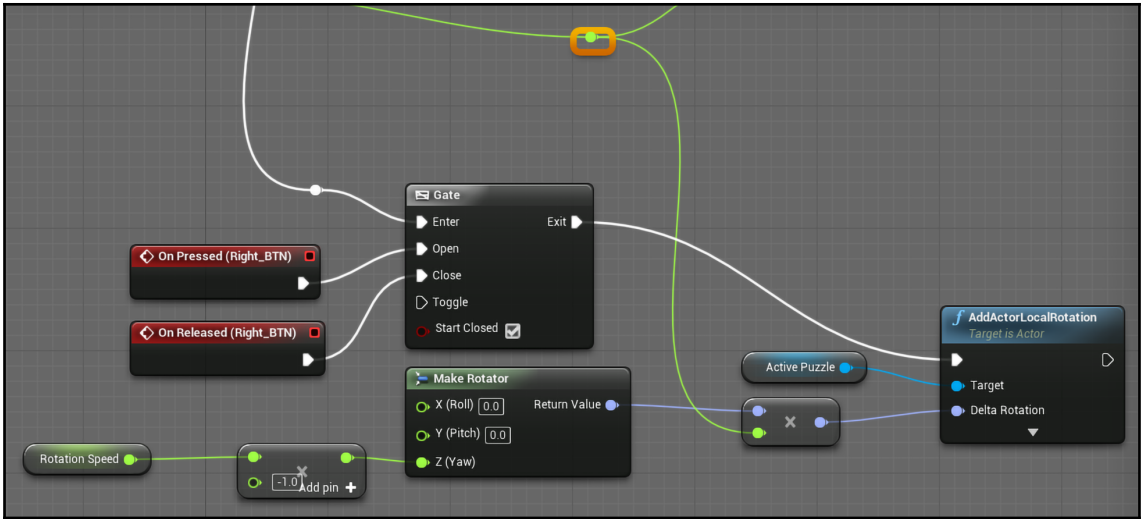 Gate
Enter
Exit
On Pressed (Right_BTN)
Open
Close
Toggle
On Released (Right_BTN)
Start Closed
AddActorLocalRotation
Target is Actor
Make Rotator
Active Puzzle
Target
X (Roll) 0.0
Return Value
Delta Rotation
Y (Pitch) 0.0
Rotation Speed
Z (Yaw)
-1.0
Add pin +